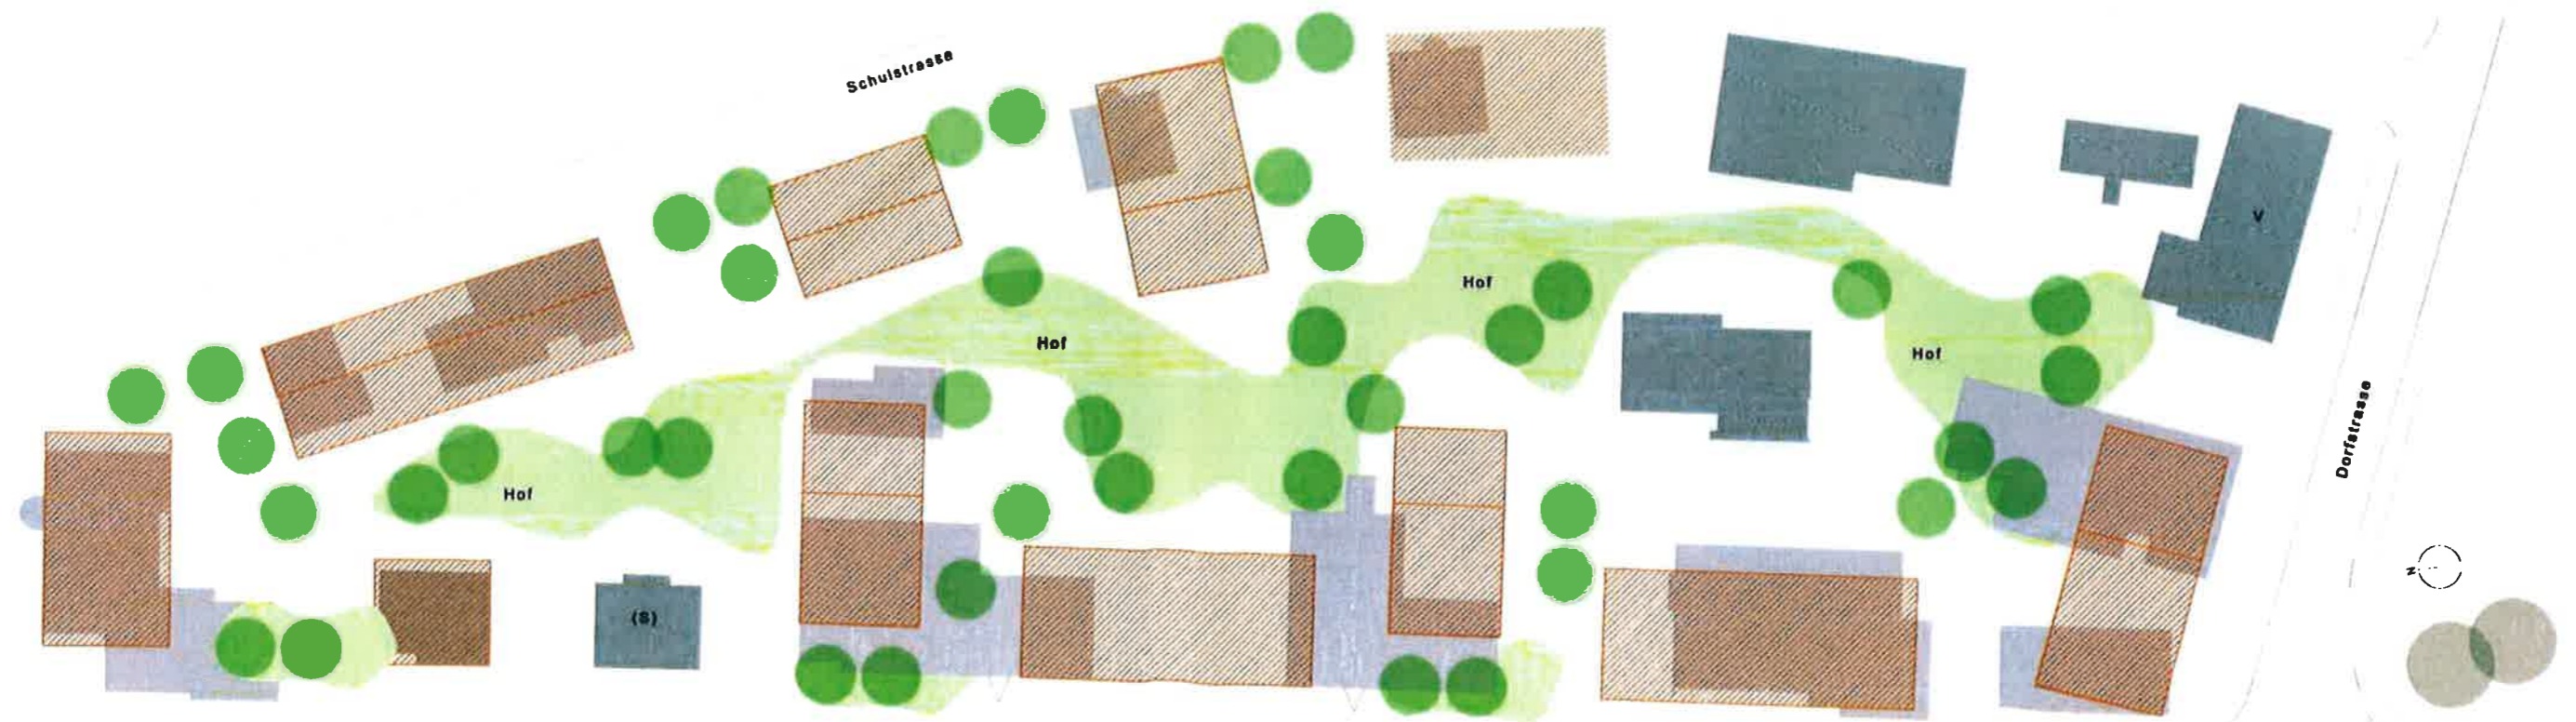 Schulstrasse
V
Hof
Hof
Hof
Dorfstrasse
Hof
N
(S)